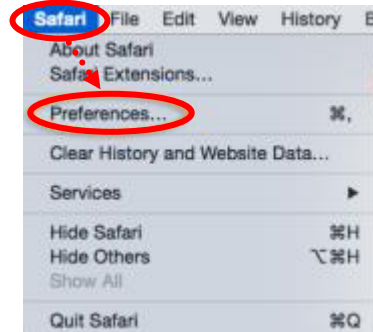 Safari File Edit View History
About Safari
Safari Extensions...
Preferences... ⌘,
Clear History and Website Data...
Services ▶
Hide Safari ⌘H
Hide Others ⌥⌘H
Show All
Quit Safari ⌘Q